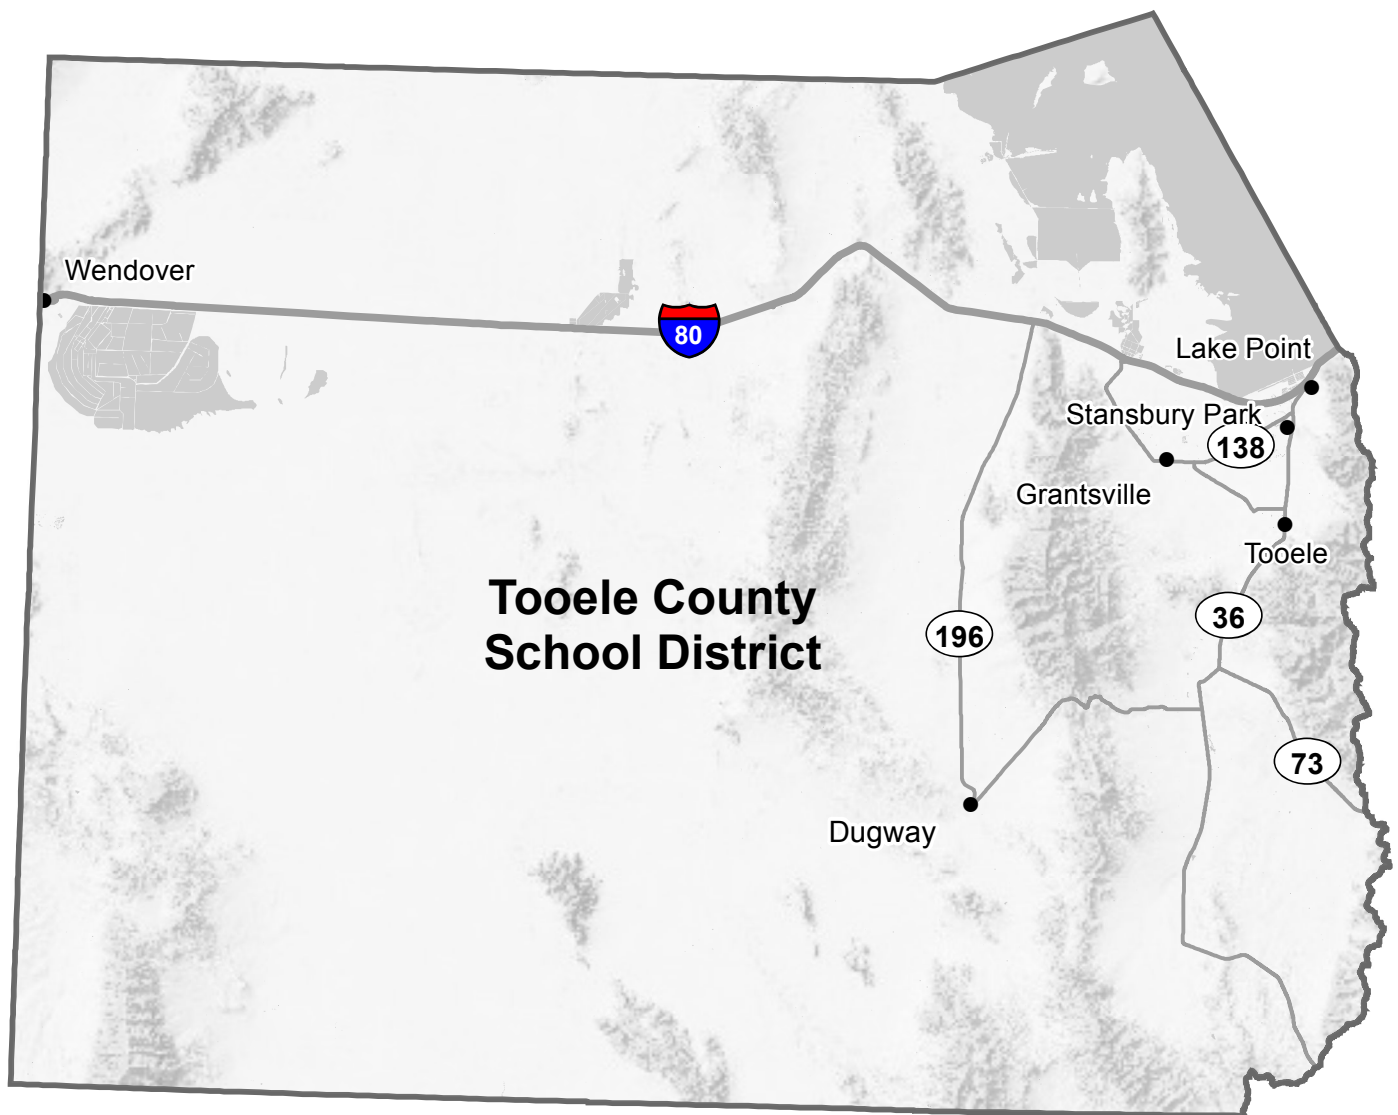 Wendover
80
Lake Point
Stansbury Park
138
Grantsville
Tooele
Tooele County
School District
36
196
73
Dugway